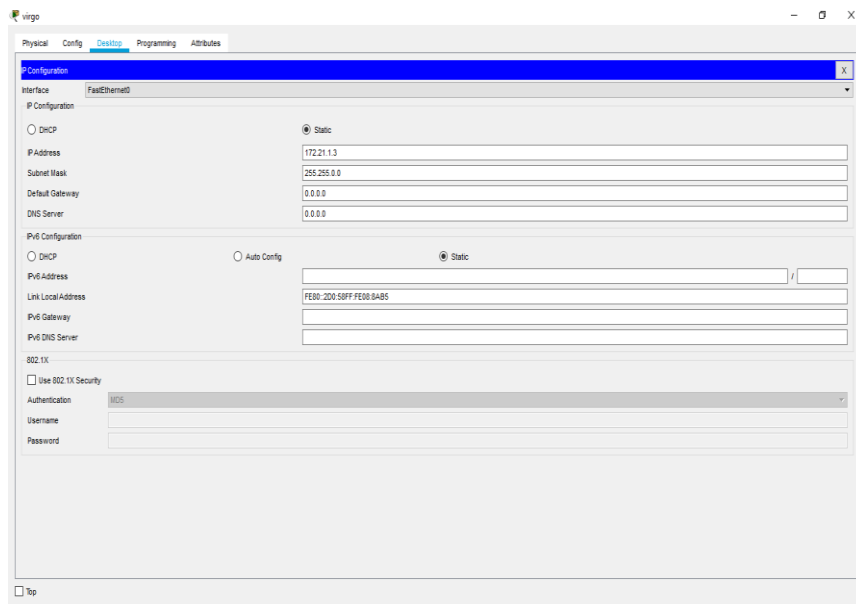 virgo
Physical Config Desktop Programming Attributes
IP Configuration X
Interface FastEthernet0
IP Configuration
DHCP Static
IP Address 172.21.1.3
Subnet Mask 255.255.0.0
Default Gateway 0.0.0.0
DNS Server 0.0.0.0
IPv6 Configuration
DHCP Auto Config Static
IPv6 Address /
Link Local Address FE80::2D0:58FF:FE08:8AB5
IPv6 Gateway
IPv6 DNS Server
802.1X
Use 802.1X Security
Authentication MD5
Username
Password
Top